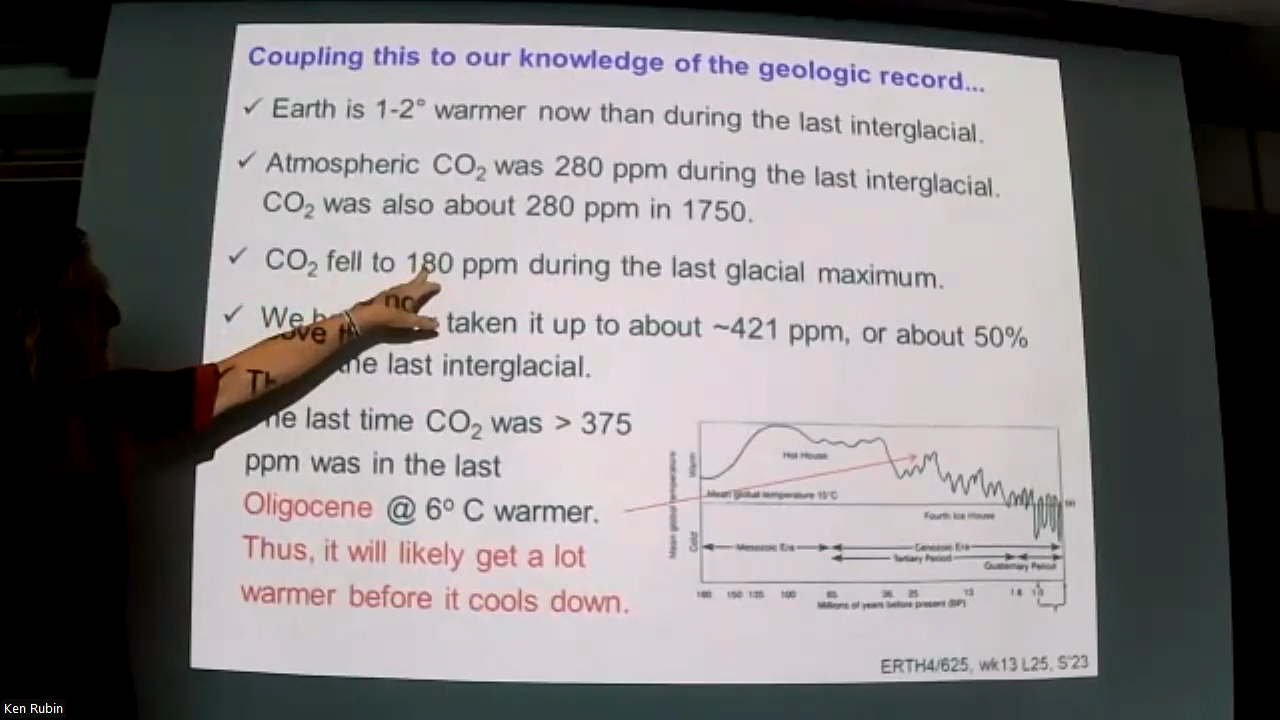 Coupling this to our knowledge of the geologic record...
✓ Earth is 1-2° warmer now than during the last interglacial.
✓ Atmospheric CO₂ was 280 ppm during the last interglacial.
CO₂ was also about 280 ppm in 1750.
✓ CO₂ fell to 180 ppm during the last glacial maximum.
✓ We taken it up to about ~421 ppm, or about 50%
the last interglacial.
last time CO₂ was > 375
ppm was in the last
Oligocene @ 6º C warmer.
Thus, it will likely get a lot
warmer before it cools down.
Mean global temperature
Warm
Cold
Hot House
Mean global temperature 15°C
Fourth Ice House
Mesozoic Era
Cenozoic Era
Tertiary Period
Quaternary Period
180 150 135 100 65 36 25 13 1.8 1.0
Millions of years before present (BP)
ERTH4/625, wk13 L25, S'23
Ken Rubin